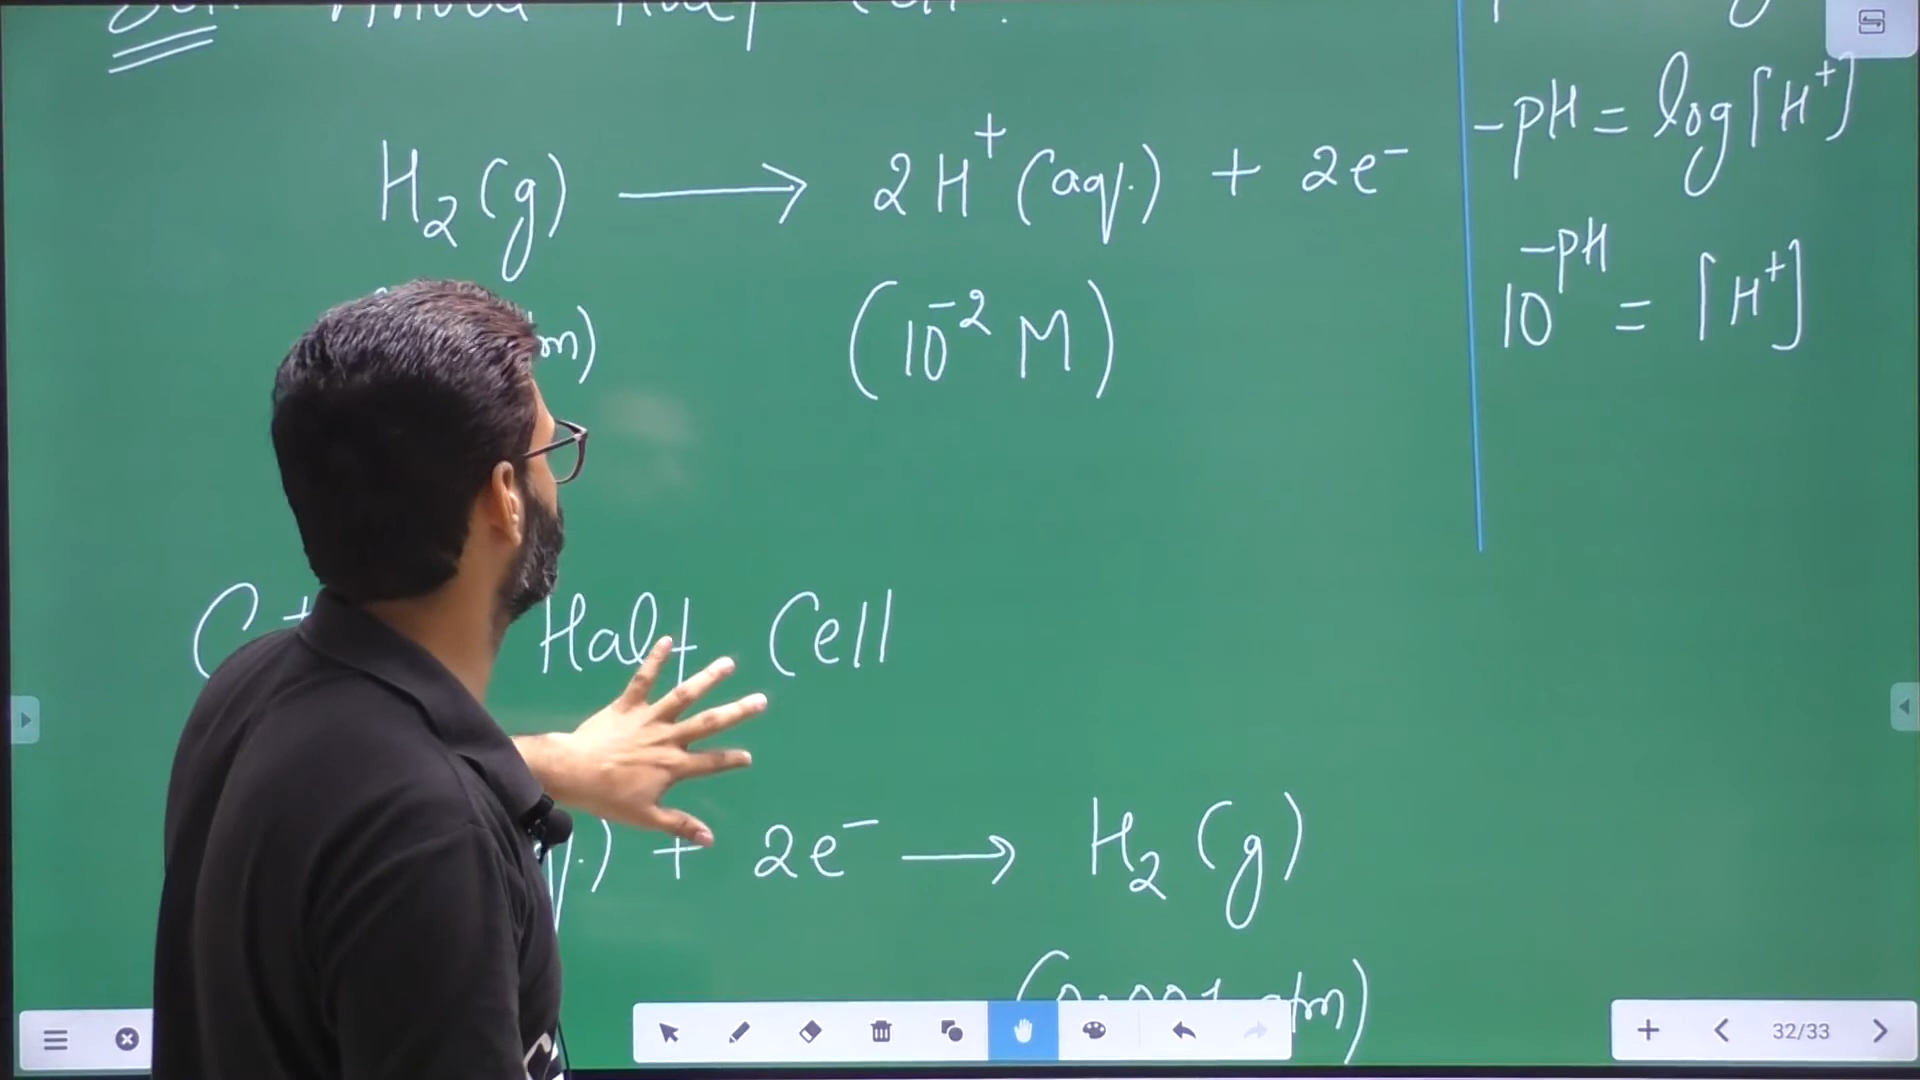 H₂(g) ⟶ 2H⁺(aq.) + 2e⁻
(10⁻² M)
Half Cell
+ 2e⁻ ⟶ H₂(g)
-pH = log[H⁺]
10^-pH = [H⁺]
32/33